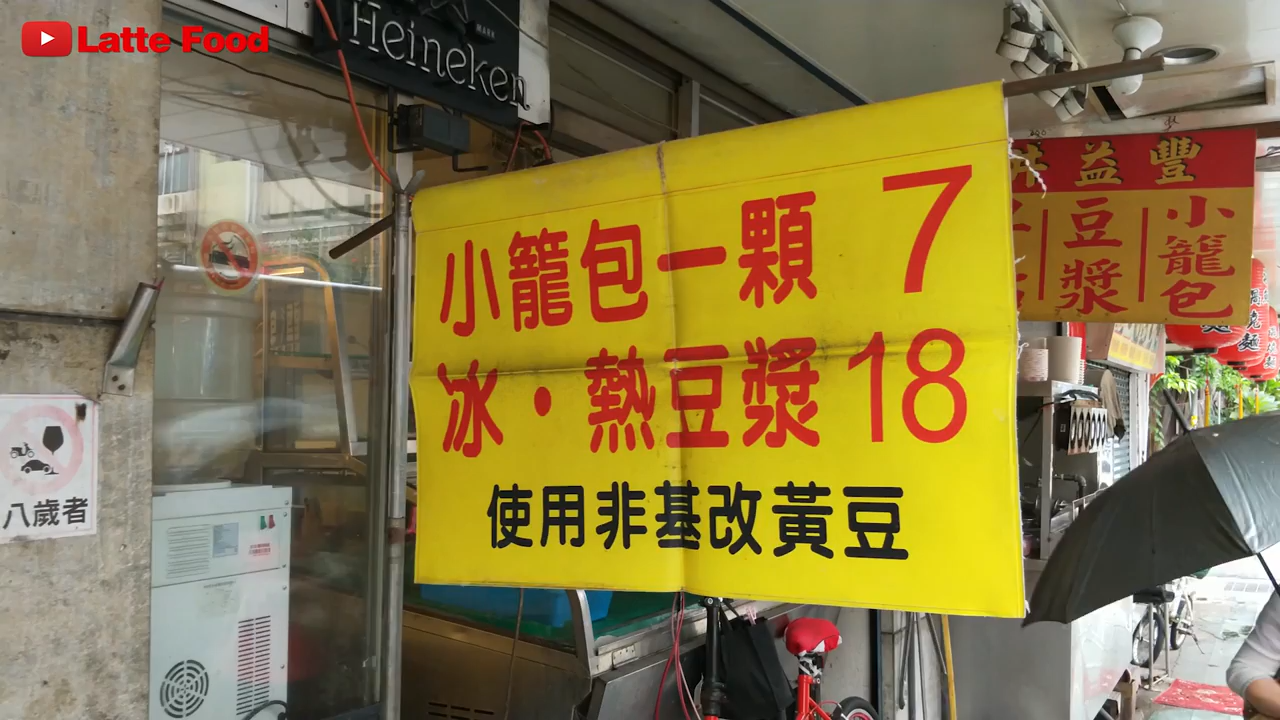 Latte Food
Heineken
小籠包一顆 7
冰・熱豆漿 18
使用非基改黃豆
豐益
小籠包
豆漿
八歲者